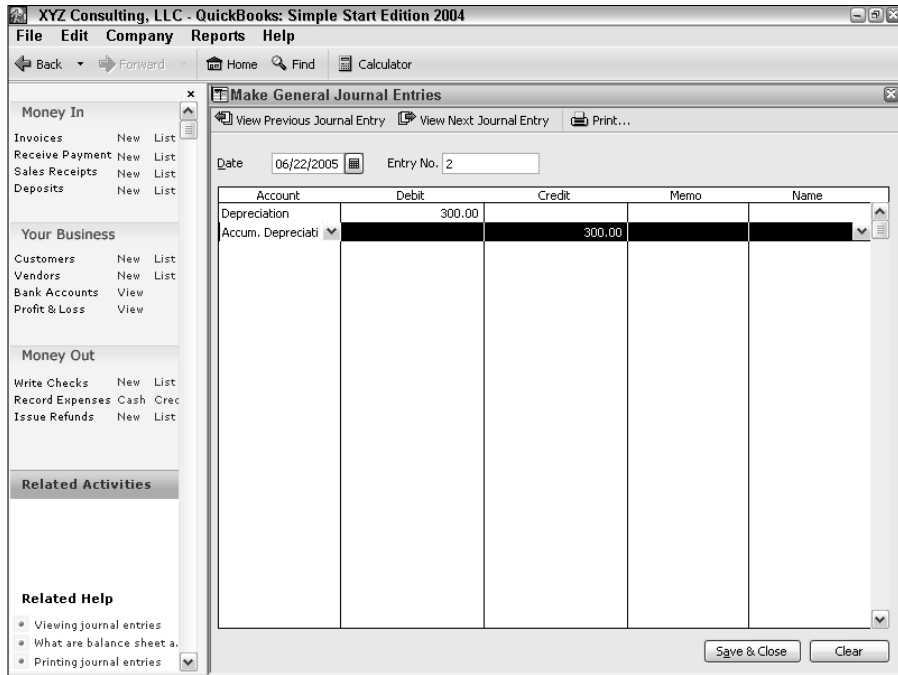 XYZ Consulting, LLC - QuickBooks: Simple Start Edition 2004
File Edit Company Reports Help
Back Forward Home Find Calculator
Money In
Invoices New List
Receive Payment New List
Sales Receipts New List
Deposits New List
Your Business
Customers New List
Vendors New List
Bank Accounts View
Profit & Loss View
Money Out
Write Checks New List
Record Expenses Cash Crec
Issue Refunds New List
Related Activities
Related Help
Viewing journal entries
What are balance sheet a.
Printing journal entries
Make General Journal Entries
View Previous Journal Entry View Next Journal Entry Print...
Date 06/22/2005 Entry No. 2
Account Debit Credit Memo Name
Depreciation 300.00
Accum. Depreciati 300.00
Save & Close Clear